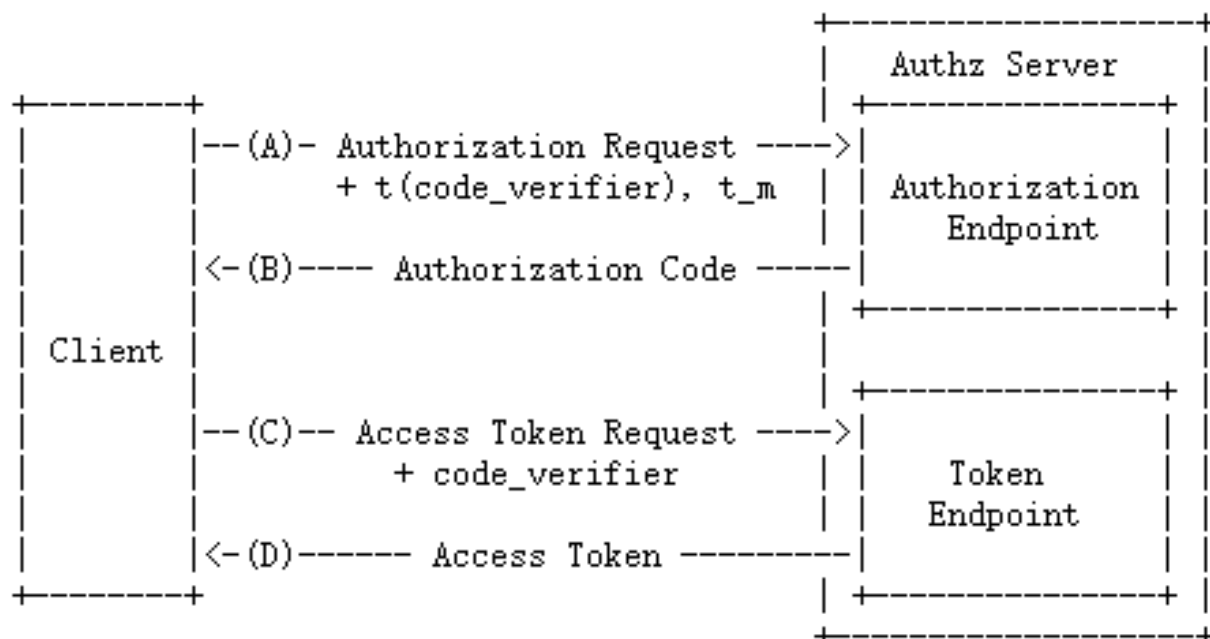 Authz Server
--(A)- Authorization Request ---->
+ t(code_verifier), t_m
Authorization
Endpoint
<-(B)---- Authorization Code -----
Client
--(C)-- Access Token Request ---->
+ code_verifier
Token
Endpoint
<-(D)------ Access Token ---------